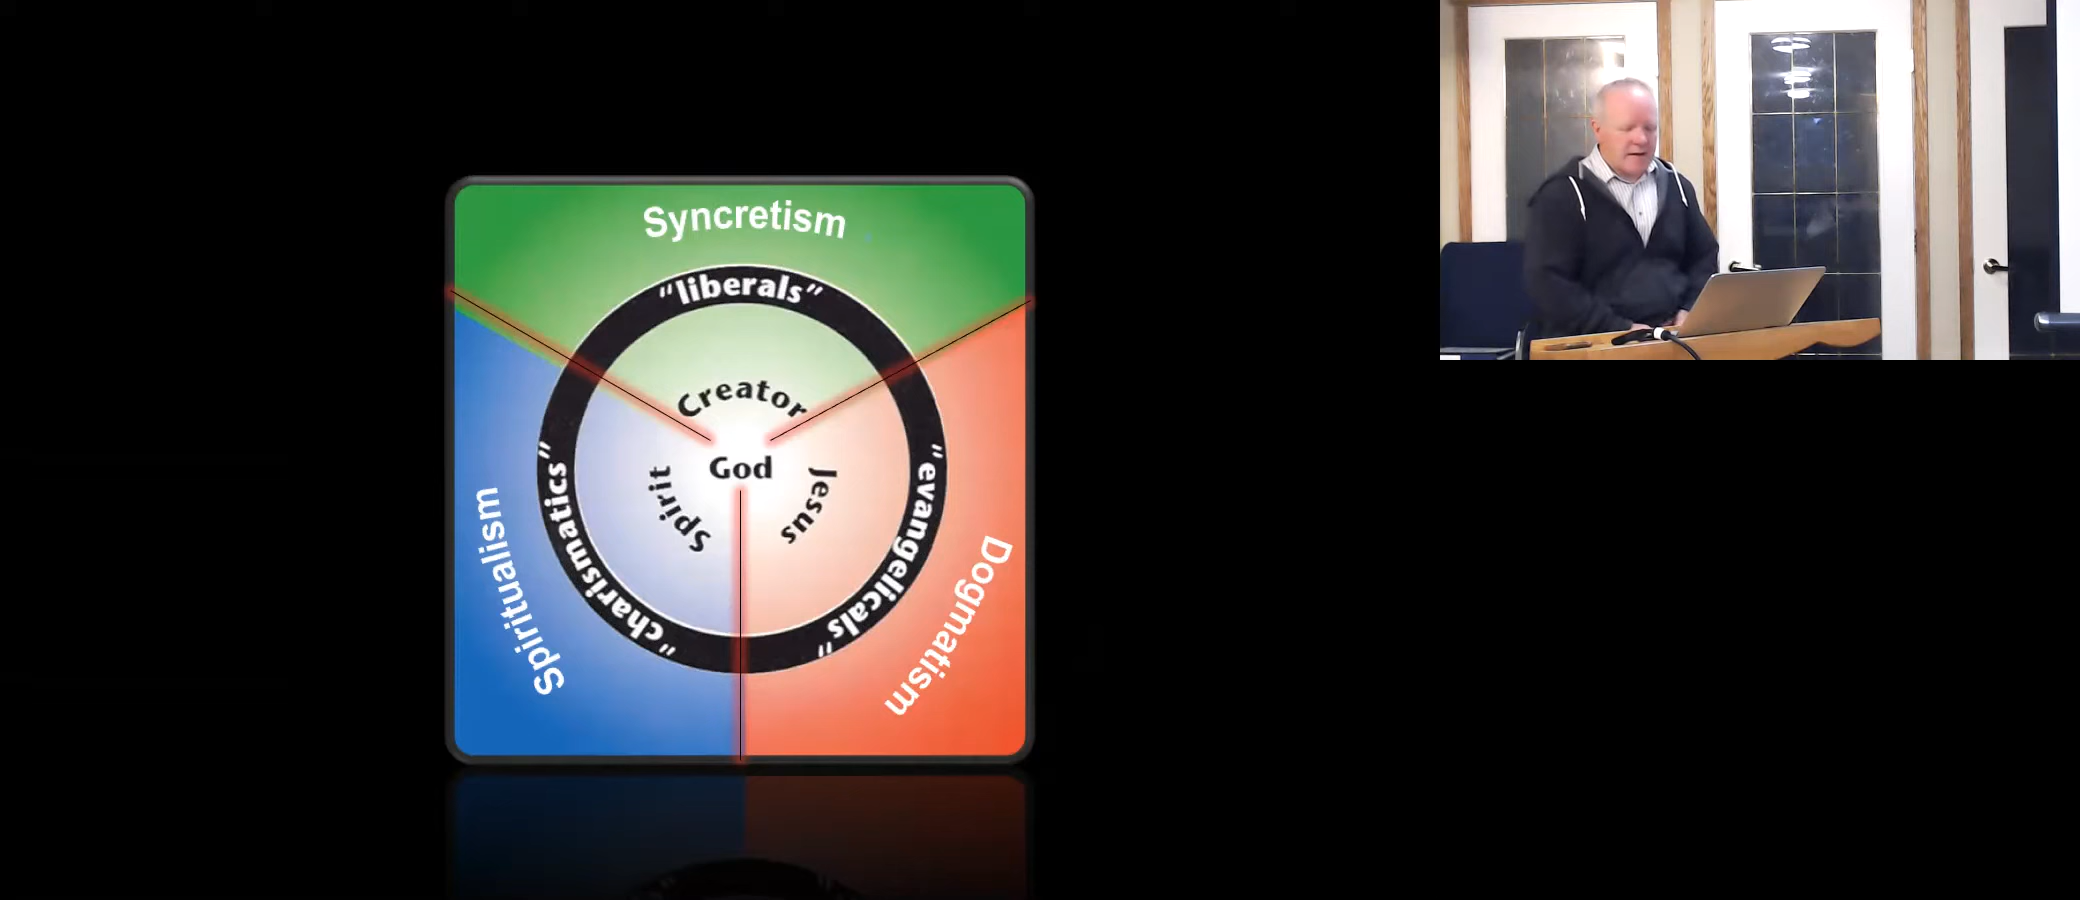 Syncretism
"liberals"
Creator
God
Spirit
Jesus
"charismatics"
"evangelicals"
Spiritualism
Dogmatism